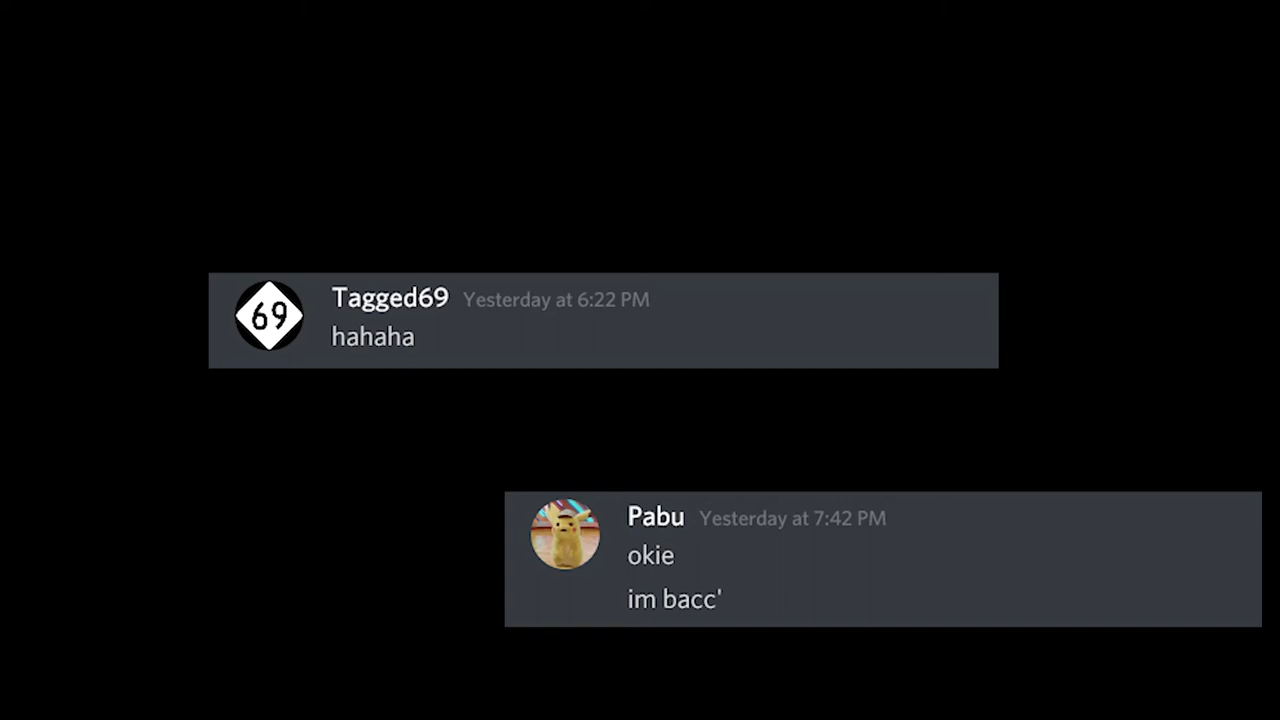 69
Tagged69 Yesterday at 6:22 PM
hahaha
Pabu Yesterday at 7:42 PM
okie
im bacc'